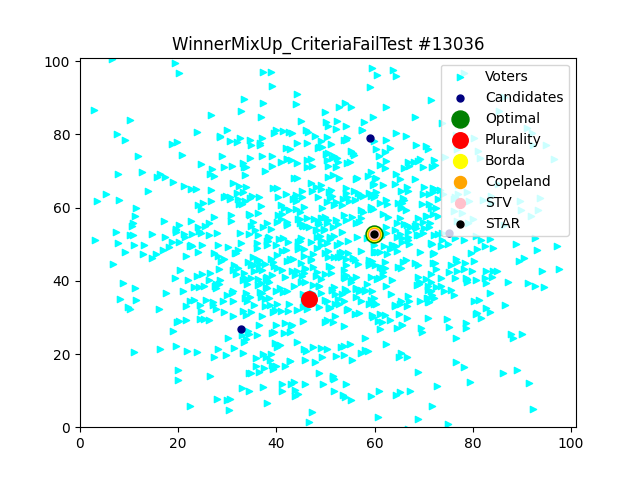 WinnerMixUp_CriteriaFailTest #13036
100
80
60
40
20
0
0
20
40
60
80
100
Voters
Candidates
Optimal
Plurality
Borda
Copeland
STV
STAR